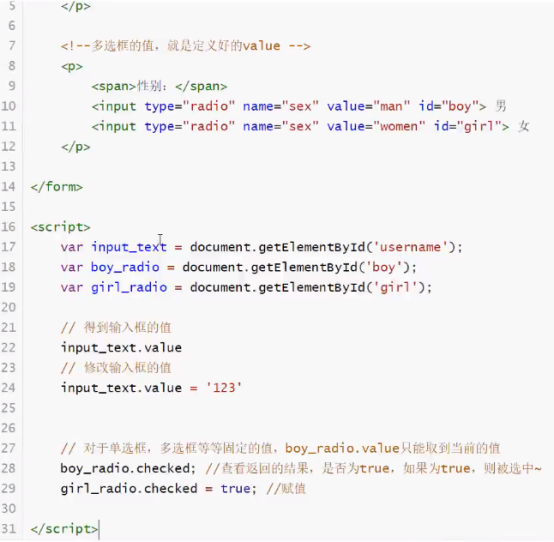 5 </p>
6
7 <!--多选框的值，就是定义好的value -->
8 <p>
9 <span>性别：</span>
10 <input type="radio" name="sex" value="man" id="boy"> 男
11 <input type="radio" name="sex" value="women" id="girl"> 女
12 </p>
13
14 </form>
15
16 <script>
17 var input_text = document.getElementById('username');
18 var boy_radio = document.getElementById('boy');
19 var girl_radio = document.getElementById('girl');
20
21 // 得到输入框的值
22 input_text.value
23 // 修改输入框的值
24 input_text.value = '123'
25
26
27 // 对于单选框，多选框等等固定的值，boy_radio.value只能取到当前的值
28 boy_radio.checked; //查看返回的结果，是否为true，如果为true，则被选中~
29 girl_radio.checked = true; //赋值
30
31 </script>